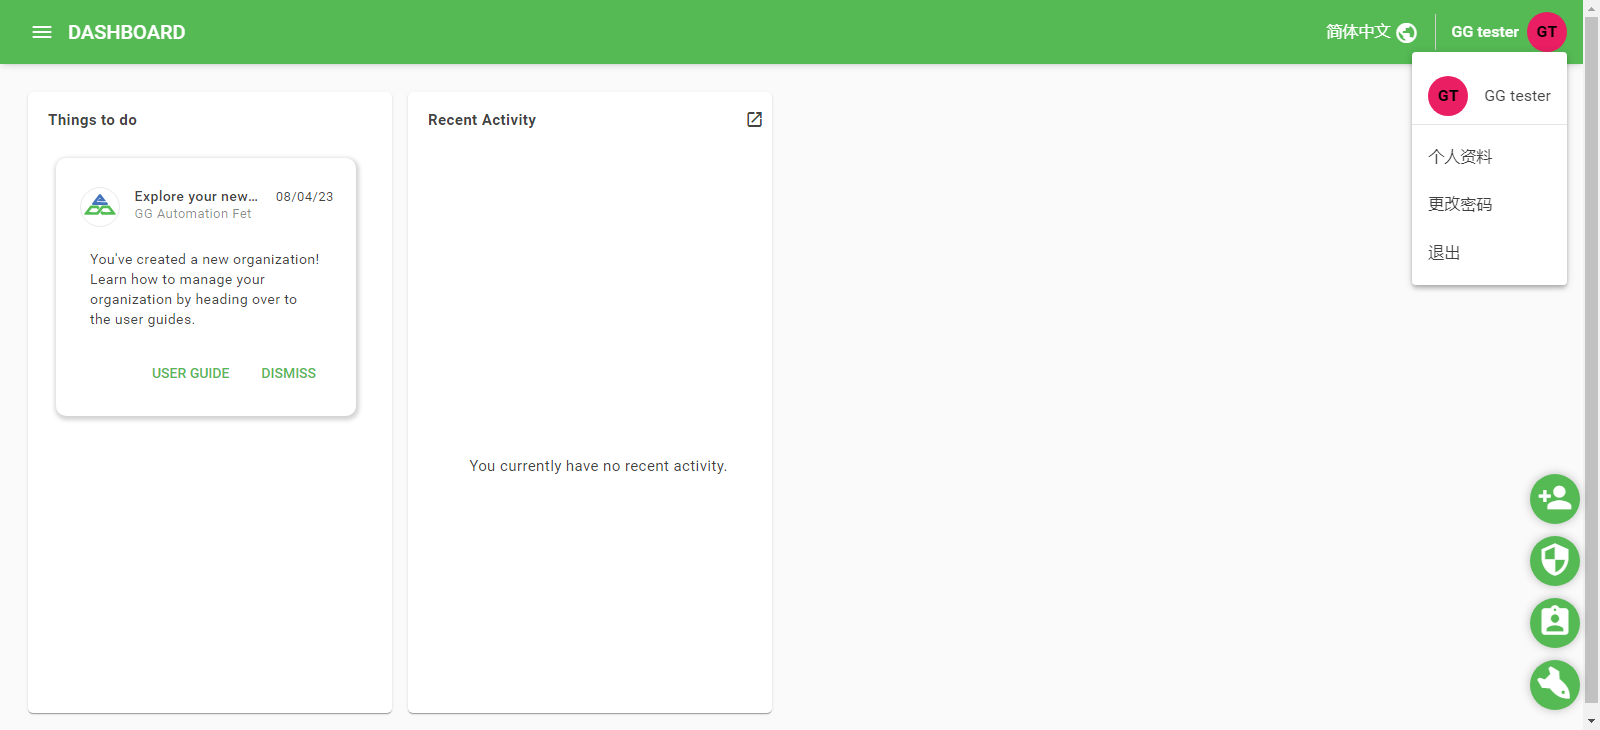 DASHBOARD
简体中文
GG tester
GT
GT
GG tester
个人资料
更改密码
退出
Things to do
Explore your new...
08/04/23
GG Automation Fet
You've created a new organization!
Learn how to manage your
organization by heading over to
the user guides.
USER GUIDE
DISMISS
Recent Activity
You currently have no recent activity.